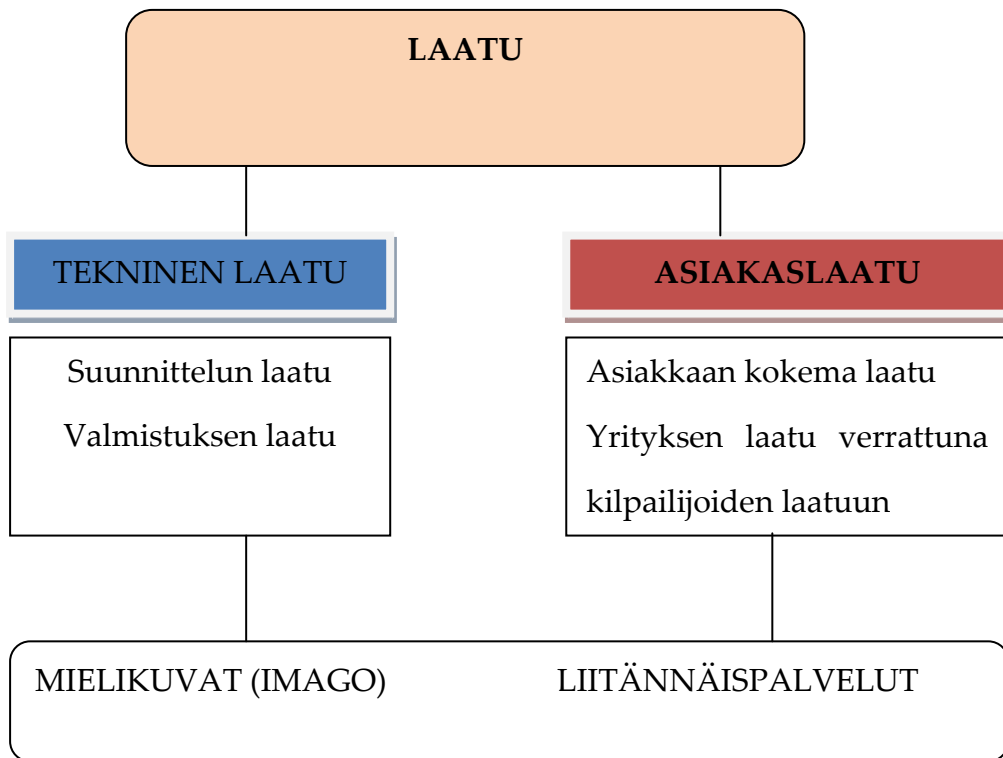 LAATU
TEKNINEN LAATU
Suunnittelun laatu
Valmistuksen laatu
ASIAKASLAATU
Asiakkaan kokema laatu
Yrityksen laatu verrattuna
kilpailijoiden laatuun
MIELIKUVAT (IMAGO)
LIITÄNNÄISPALVELUT